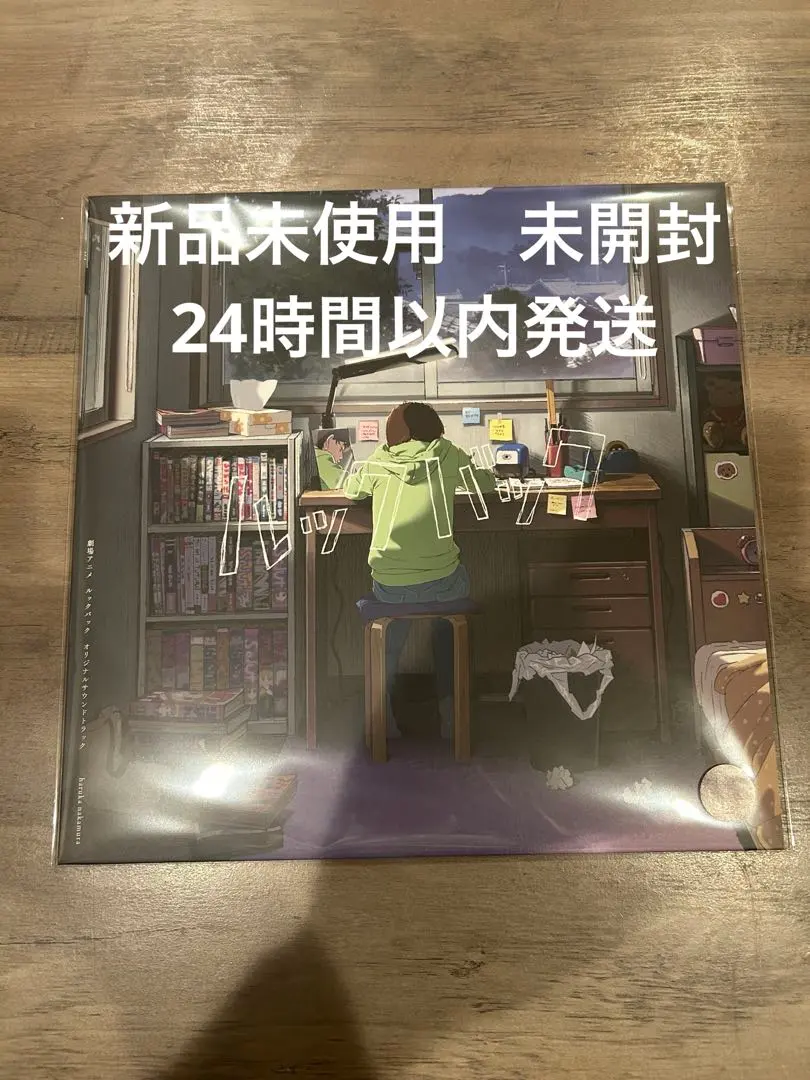 新品未使用　未開封
24時間以内発送
ルックバック
劇場アニメ ルックバック オリジナルサウンドトラック
haruka nakamura